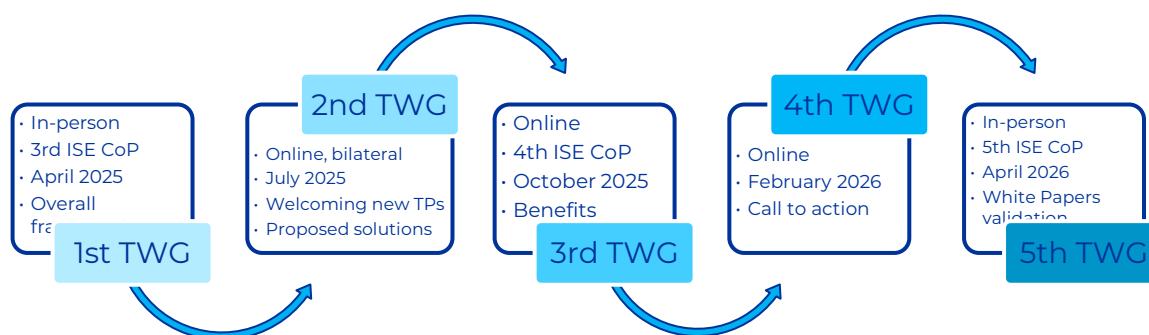 · In-person
· 3rd ISE CoP
· April 2025
· Overall
1st TWG
2nd TWG
· Online, bilateral
· July 2025
· Welcoming new TPs
· Proposed solutions
· Online
· 4th ISE CoP
· October 2025
· Benefits
3rd TWG
4th TWG
· Online
· February 2026
· Call to action
· In-person
· 5th ISE CoP
· April 2026
· White Papers
validation
5th TWG